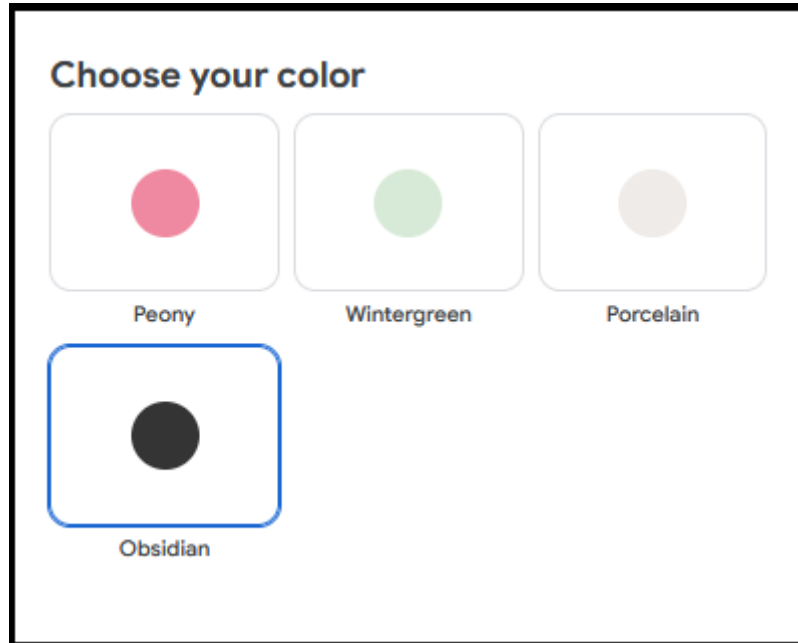 Choose your color
Peony
Wintergreen
Porcelain
Obsidian